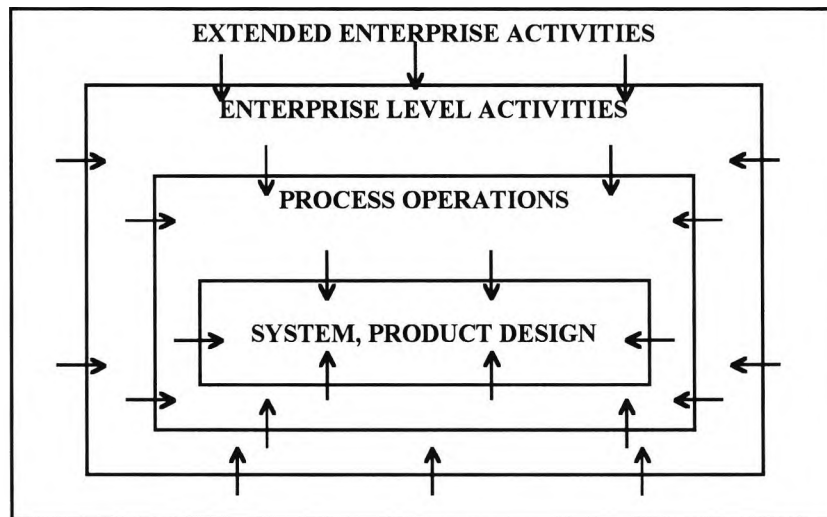 EXTENDED ENTERPRISE ACTIVITIES
ENTERPRISE LEVEL ACTIVITIES
PROCESS OPERATIONS
SYSTEM, PRODUCT DESIGN